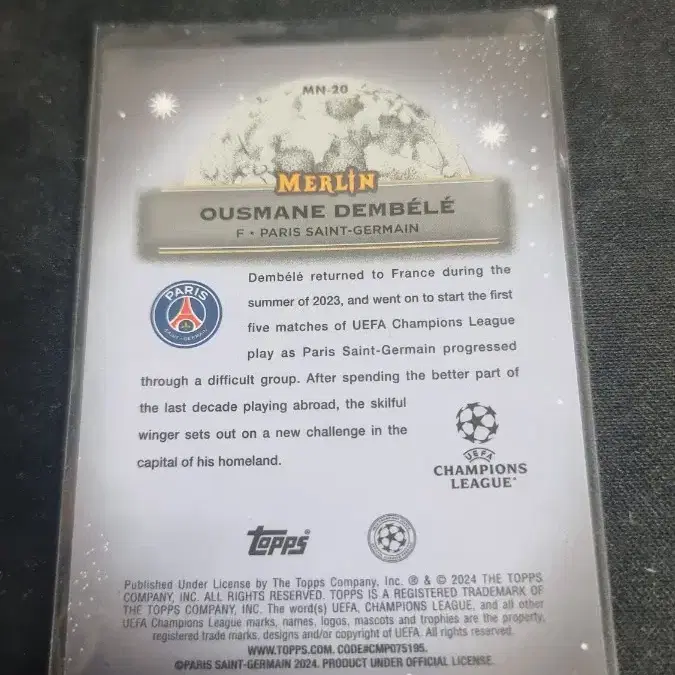 MN-20
MERLIN
OUSMANE DEMBÉLÉ
F • PARIS SAINT-GERMAIN
PARIS
SAINT-GERMAIN
Dembélé returned to France during the
summer of 2023, and went on to start the first
five matches of UEFA Champions League
play as Paris Saint-Germain progressed
through a difficult group. After spending the better part of
the last decade playing abroad, the skilful
winger sets out on a new challenge in the
capital of his homeland.
UEFA
CHAMPIONS
LEAGUE®
Topps®
Published Under License by The Topps Company, Inc. ® & © 2024 THE TOPPS
COMPANY, INC. ALL RIGHTS RESERVED. TOPPS IS A REGISTERED TRADEMARK OF
THE TOPPS COMPANY, INC. The word(s) UEFA, CHAMPIONS LEAGUE, and all other
UEFA Champions League marks, names, logos, mascots and trophies are the property,
registered trade marks, designs and/or copyright of UEFA. All rights reserved.
WWW.TOPPS.COM. CODE#CMP075195.
©PARIS SAINT-GERMAIN 2024. PRODUCT UNDER OFFICIAL LICENSE.